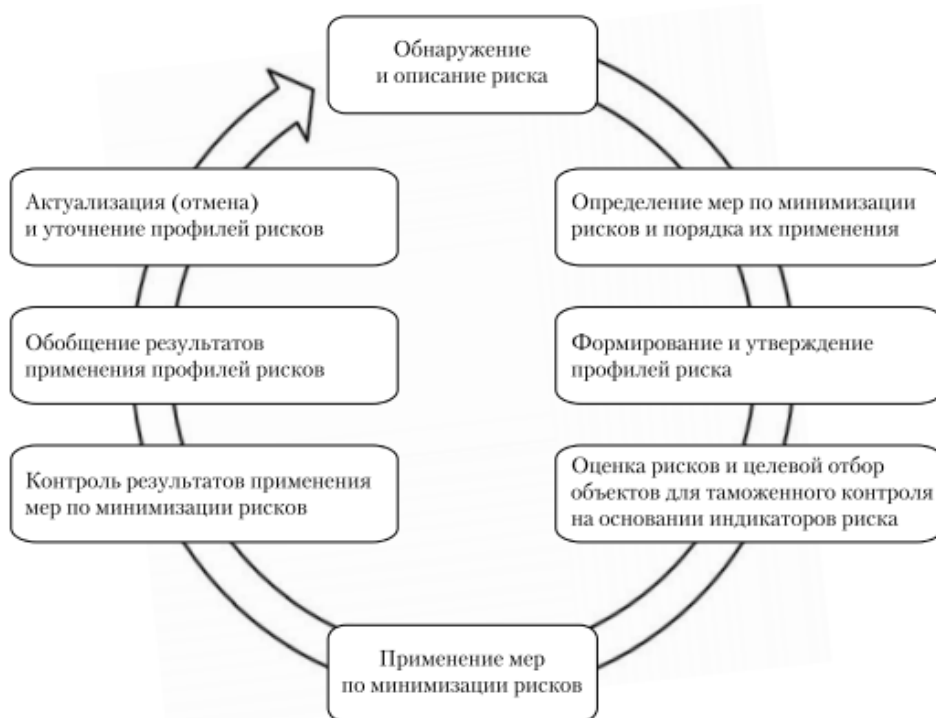 Обнаружение
и описание риска
Определение мер по минимизации
рисков и порядка их применения
Формирование и утверждение
профилей риска
Оценка рисков и целевой отбор
объектов для таможенного контроля
на основании индикаторов риска
Применение мер
по минимизации рисков
Контроль результатов применения
мер по минимизации рисков
Обобщение результатов
применения профилей рисков
Актуализация (отмена)
и уточнение профилей рисков